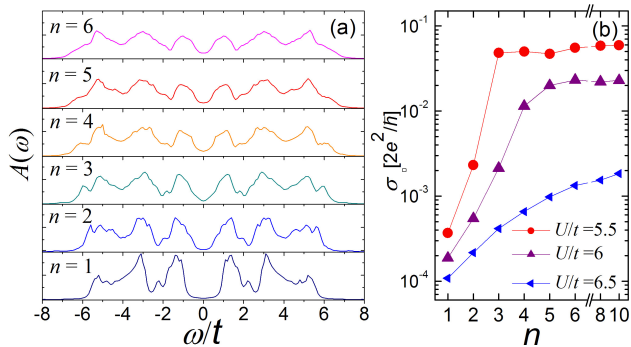 (a)
n = 6
n = 5
n = 4
n = 3
n = 2
n = 1
A(ω)
-8 -6 -4 -2 0 2 4 6 8
ω/t
(b)
10⁻¹
10⁻²
10⁻³
10⁻⁴
σ□[2e²/ħ]
U/t=5.5
U/t=6
U/t=6.5
1 2 3 4 5 6 8 10
n